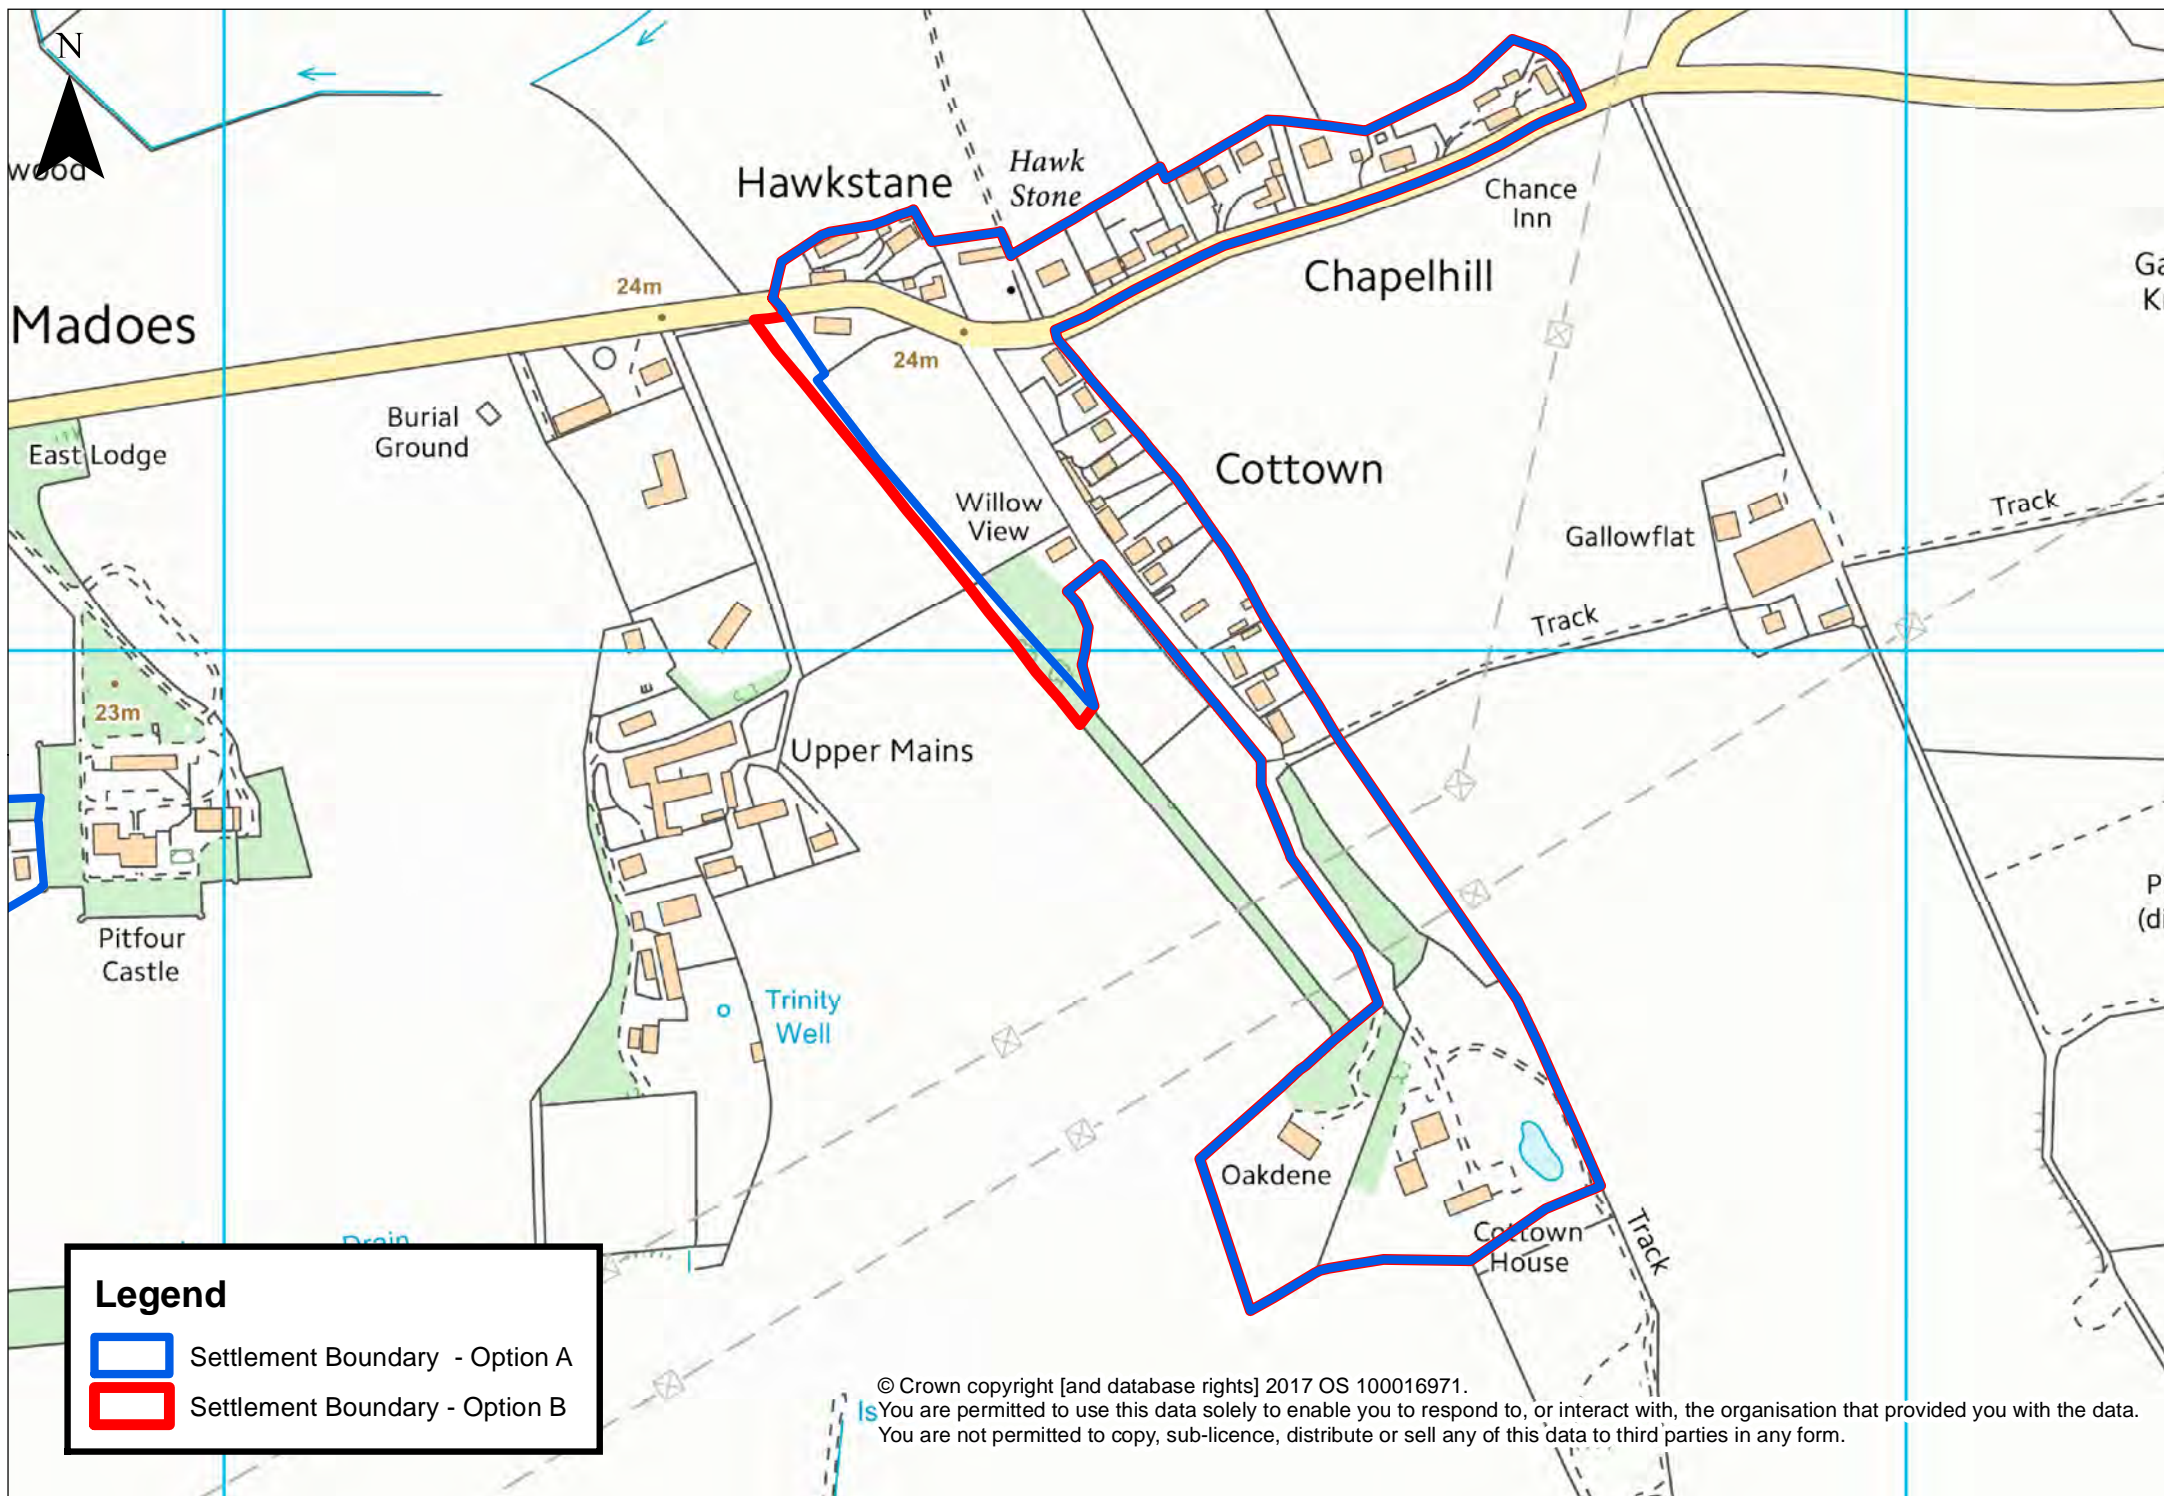 N
wood
Hawkstane
Hawk
Stone
Chance
Inn
Chapelhill
24m
Madoes
24m
Burial
Ground
East Lodge
Cottown
Willow
View
Track
Gallowflat
Track
23m
Upper Mains
Pitfour
Castle
Trinity
Well
Oakdene
Cottown
House
Track
Drain
Legend
Settlement Boundary - Option A
Settlement Boundary - Option B
© Crown copyright [and database rights] 2017 OS 100016971.
You are permitted to use this data solely to enable you to respond to, or interact with, the organisation that provided you with the data.
You are not permitted to copy, sub-licence, distribute or sell any of this data to third parties in any form.